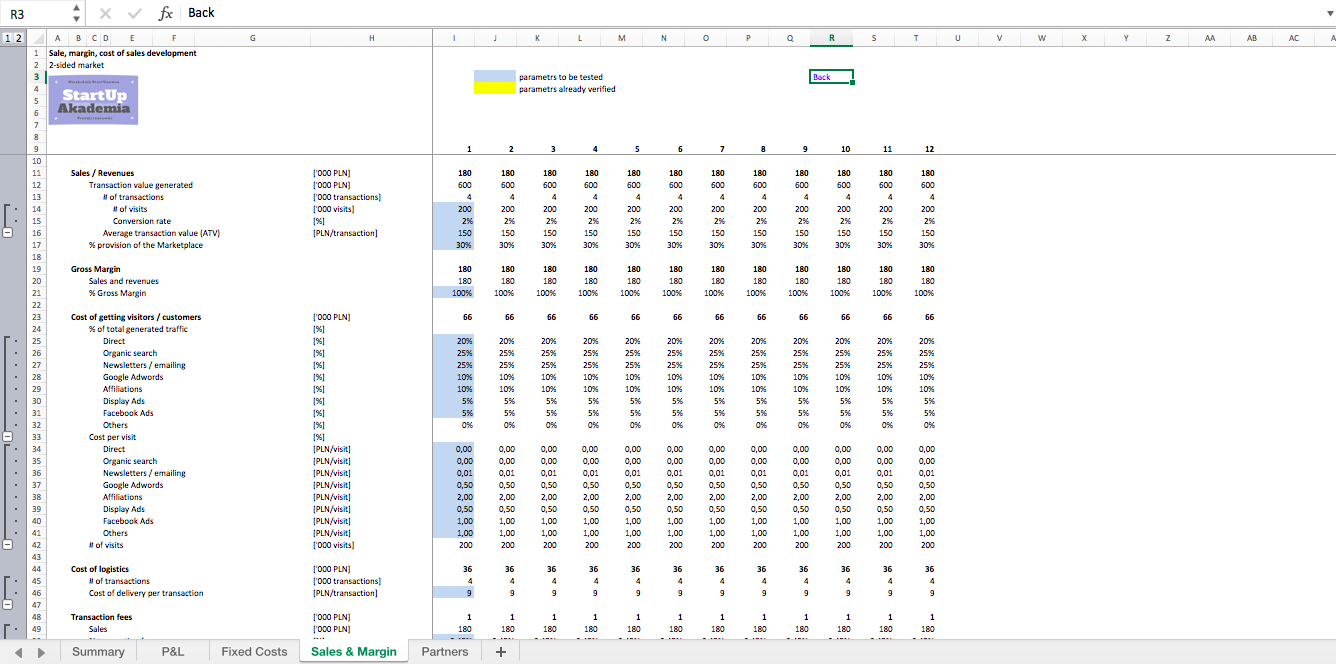 R3 fx Back
1 2 A B C D E F G H I J K L M N O P Q R S T U V W X Y Z AA AB AC A
1 Sale, margin, cost of sales development
2 2-sided market
3 parametrs to be tested Back
4 StartUp parametrs already verified
5 Akademia
6
7
8
9 1 2 3 4 5 6 7 8 9 10 11 12
10
11 Sales / Revenues ['000 PLN] 180 180 180 180 180 180 180 180 180 180 180 180
12 Transaction value generated ['000 PLN] 600 600 600 600 600 600 600 600 600 600 600 600
13 # of transactions ['000 transactions] 4 4 4 4 4 4 4 4 4 4 4 4
14 # of visits ['000 visits] 200 200 200 200 200 200 200 200 200 200 200 200
15 Conversion rate [%] 2% 2% 2% 2% 2% 2% 2% 2% 2% 2% 2% 2%
16 Average transaction value (ATV) [PLN/transaction] 150 150 150 150 150 150 150 150 150 150 150 150
17 % provision of the Marketplace 30% 30% 30% 30% 30% 30% 30% 30% 30% 30% 30% 30%
18
19 Gross Margin 180 180 180 180 180 180 180 180 180 180 180 180
20 Sales and revenues 180 180 180 180 180 180 180 180 180 180 180 180
21 % Gross Margin 100% 100% 100% 100% 100% 100% 100% 100% 100% 100% 100% 100%
22
23 Cost of getting visitors / customers ['000 PLN] 66 66 66 66 66 66 66 66 66 66 66 66
24 % of total generated traffic [%]
25 Direct [%] 20% 20% 20% 20% 20% 20% 20% 20% 20% 20% 20% 20%
26 Organic search [%] 25% 25% 25% 25% 25% 25% 25% 25% 25% 25% 25% 25%
27 Newsletters / emailing [%] 25% 25% 25% 25% 25% 25% 25% 25% 25% 25% 25% 25%
28 Google Adwords [%] 10% 10% 10% 10% 10% 10% 10% 10% 10% 10% 10% 10%
29 Affiliations [%] 10% 10% 10% 10% 10% 10% 10% 10% 10% 10% 10% 10%
30 Display Ads [%] 5% 5% 5% 5% 5% 5% 5% 5% 5% 5% 5% 5%
31 Facebook Ads [%] 5% 5% 5% 5% 5% 5% 5% 5% 5% 5% 5% 5%
32 Others [%] 0% 0% 0% 0% 0% 0% 0% 0% 0% 0% 0% 0%
33 Cost per visit [%]
34 Direct [PLN/visit] 0,00 0,00 0,00 0,00 0,00 0,00 0,00 0,00 0,00 0,00 0,00 0,00
35 Organic search [PLN/visit] 0,00 0,00 0,00 0,00 0,00 0,00 0,00 0,00 0,00 0,00 0,00 0,00
36 Newsletters / emailing [PLN/visit] 0,01 0,01 0,01 0,01 0,01 0,01 0,01 0,01 0,01 0,01 0,01 0,01
37 Google Adwords [PLN/visit] 0,50 0,50 0,50 0,50 0,50 0,50 0,50 0,50 0,50 0,50 0,50 0,50
38 Affiliations [PLN/visit] 2,00 2,00 2,00 2,00 2,00 2,00 2,00 2,00 2,00 2,00 2,00 2,00
39 Display Ads [PLN/visit] 0,50 0,50 0,50 0,50 0,50 0,50 0,50 0,50 0,50 0,50 0,50 0,50
40 Facebook Ads [PLN/visit] 1,00 1,00 1,00 1,00 1,00 1,00 1,00 1,00 1,00 1,00 1,00 1,00
41 Others [PLN/visit] 1,00 1,00 1,00 1,00 1,00 1,00 1,00 1,00 1,00 1,00 1,00 1,00
42 # of visits ['000 visits] 200 200 200 200 200 200 200 200 200 200 200 200
43
44 Cost of logistics ['000 PLN] 36 36 36 36 36 36 36 36 36 36 36 36
45 # of transactions ['000 transactions] 4 4 4 4 4 4 4 4 4 4 4 4
46 Cost of delivery per transaction [PLN/transaction] 9 9 9 9 9 9 9 9 9 9 9 9
47
48 Transaction fees ['000 PLN] 1 1 1 1 1 1 1 1 1 1 1 1
49 Sales ['000 PLN] 180 180 180 180 180 180 180 180 180 180 180 180
Summary P&L Fixed Costs Sales & Margin Partners +